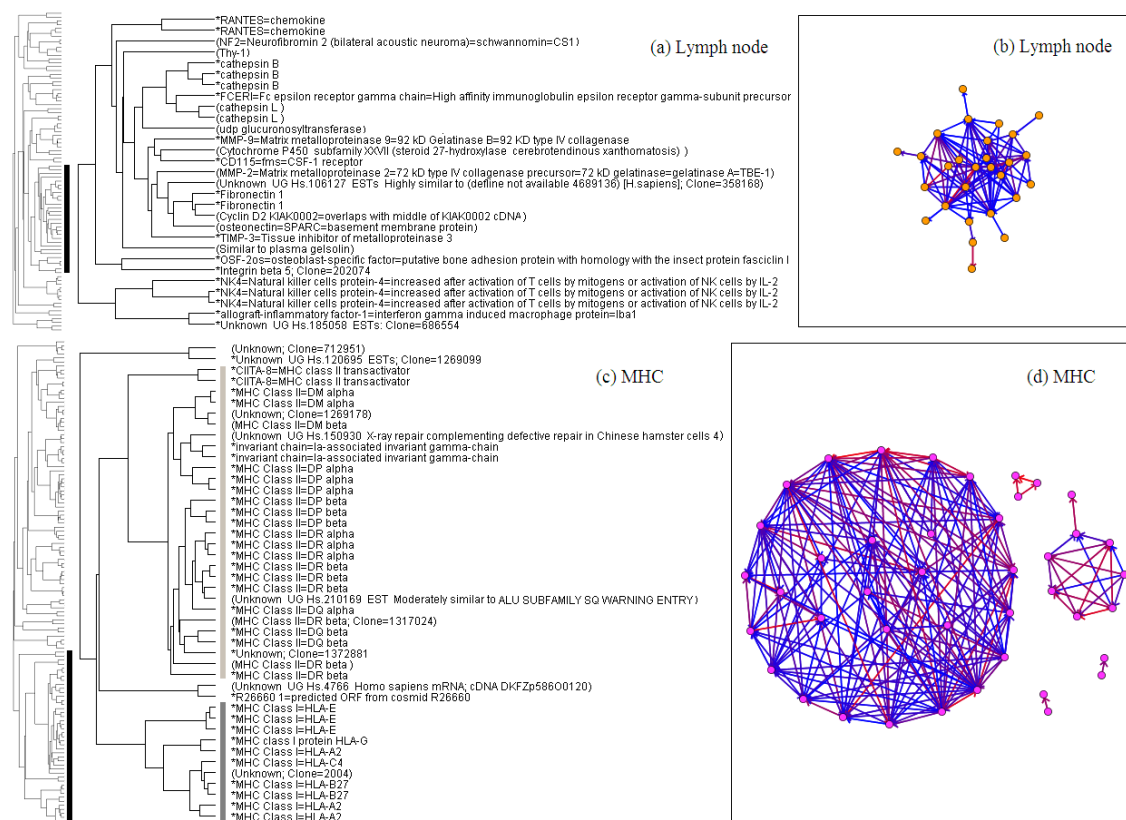 *RANTES=chemokine
*RANTES=chemokine
(NF2=Neurofibromin 2 (bilateral acoustic neuroma)=schwannomin=CS1)
(Thy-1)
*cathepsin B
*cathepsin B
*cathepsin B
*FCERI=Fc epsilon receptor gamma chain=High affinity immunoglobulin epsilon receptor gamma-subunit precursor
(cathepsin L )
(cathepsin L )
(udp glucuronosyltransferase)
*MMP-9=Matrix metalloproteinase 9=92 kD Gelatinase B=92 KD type IV collagenase
(Cytochrome P450 subfamily XXVII (steroid 27-hydroxylase cerebrotendinous xanthomatosis) )
*CD115=fms=CSF-1 receptor
(MMP-2=Matrix metalloproteinase 2=72 kD type IV collagenase precursor=72 kD gelatinase=gelatinase A=TBE-1)
(Unknown UG Hs.106127 ESTs Highly similar to (defline not available 4689136) [H.sapiens]; Clone=358168)
*Fibronectin 1
*Fibronectin 1
(Cyclin D2 KIAK0002=overlaps with middle of KIAK0002 cDNA)
(osteonectin=SPARC=basement membrane protein)
*TIMP-3=Tissue inhibitor of metalloproteinase 3
(Similar to plasma gelsolin)
*OSF-2os=osteoblast-specific factor=putative bone adhesion protein with homology with the insect protein fasciclin I
*Integrin beta 5; Clone=202074
*NK4=Natural killer cells protein-4=increased after activation of T cells by mitogens or activation of NK cells by IL-2
*NK4=Natural killer cells protein-4=increased after activation of T cells by mitogens or activation of NK cells by IL-2
*NK4=Natural killer cells protein-4=increased after activation of T cells by mitogens or activation of NK cells by IL-2
*allograft-inflammatory factor-1=interferon gamma induced macrophage protein=Iba1
*Unknown UG Hs.185058 ESTs: Clone=686554
(a) Lymph node
(b) Lymph node
(Unknown; Clone=712951)
*Unknown UG Hs.120695 ESTs; Clone=1269099
*CIITA-8=MHC class II transactivator
*CIITA-8=MHC class II transactivator
*MHC Class II=DM alpha
*MHC Class II=DM alpha
(Unknown; Clone=1269178)
(MHC Class II=DM beta
(Unknown UG Hs.150930 X-ray repair complementing defective repair in Chinese hamster cells 4)
*invariant chain=Ia-associated invariant gamma-chain
*invariant chain=Ia-associated invariant gamma-chain
*MHC Class II=DP alpha
*MHC Class II=DP alpha
*MHC Class II=DP alpha
*MHC Class II=DP beta
*MHC Class II=DP beta
*MHC Class II=DP beta
*MHC Class II=DR alpha
*MHC Class II=DR alpha
*MHC Class II=DR alpha
*MHC Class II=DR beta
*MHC Class II=DR beta
*MHC Class II=DR beta
(Unknown UG Hs.210169 EST Moderately similar to ALU SUBFAMILY SQ WARNING ENTRY)
*MHC Class II=DQ alpha
(MHC Class II=DR beta; Clone=1317024)
*MHC Class II=DQ beta
*MHC Class II=DQ beta
*Unknown; Clone=1372881
(MHC Class II=DR beta )
*MHC Class II=DR beta
(Unknown UG Hs.4766 Homo sapiens mRNA; cDNA DKFZp586O0120)
*R26660 1=predicted ORF from cosmid R26660
*MHC Class I=HLA-E
*MHC Class I=HLA-E
*MHC Class I=HLA-E
*MHC class I protein HLA-G
*MHC Class I=HLA-A2
*MHC Class I=HLA-C4
(Unknown; Clone=2004)
*MHC Class I=HLA-B27
*MHC Class I=HLA-B27
*MHC Class I=HLA-A2
*MHC Class I=HLA-A2
(c) MHC
(d) MHC